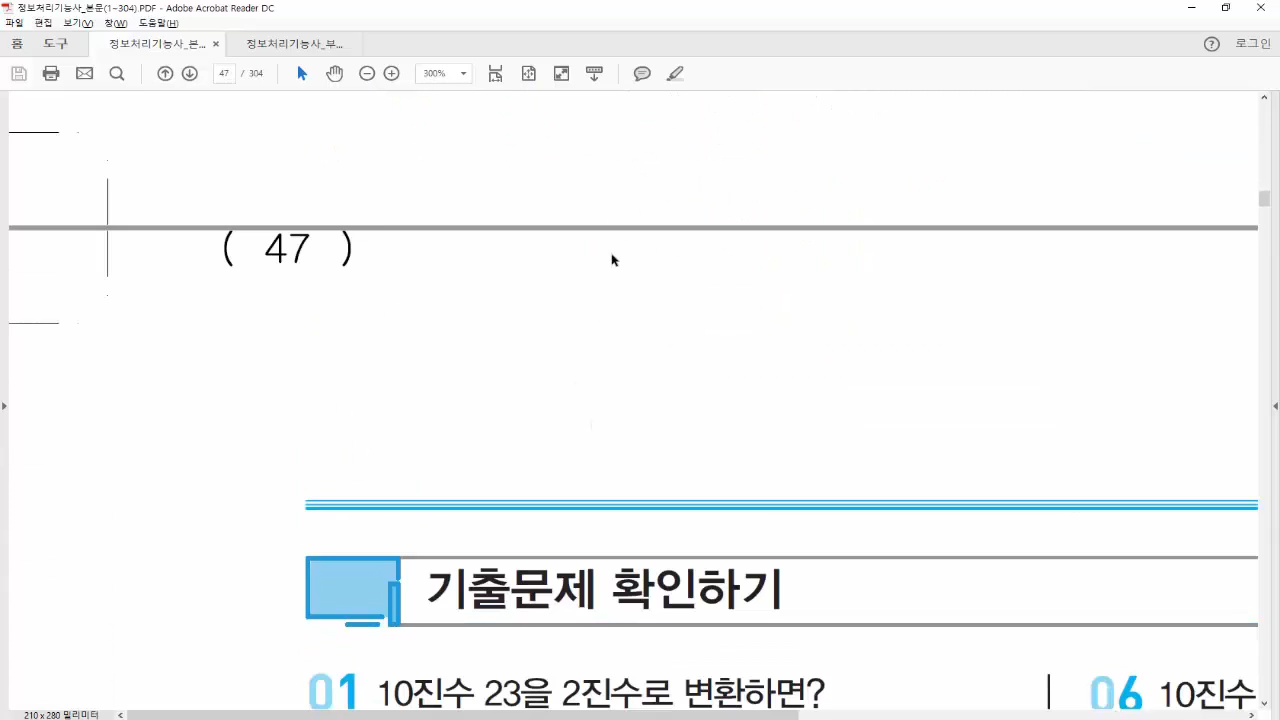 정보처리기능사_본문(1~304).PDF - Adobe Acrobat Reader DC
파일 편집 보기(V) 창(W) 도움말(H)
홈 도구 정보처리기능사_본... × 정보처리기능사_부... ? 로그인
47 / 304 300%
( 47 )
기출문제 확인하기
01 10진수 23을 2진수로 변환하면?
06 10진수
210 x 280 밀리미터